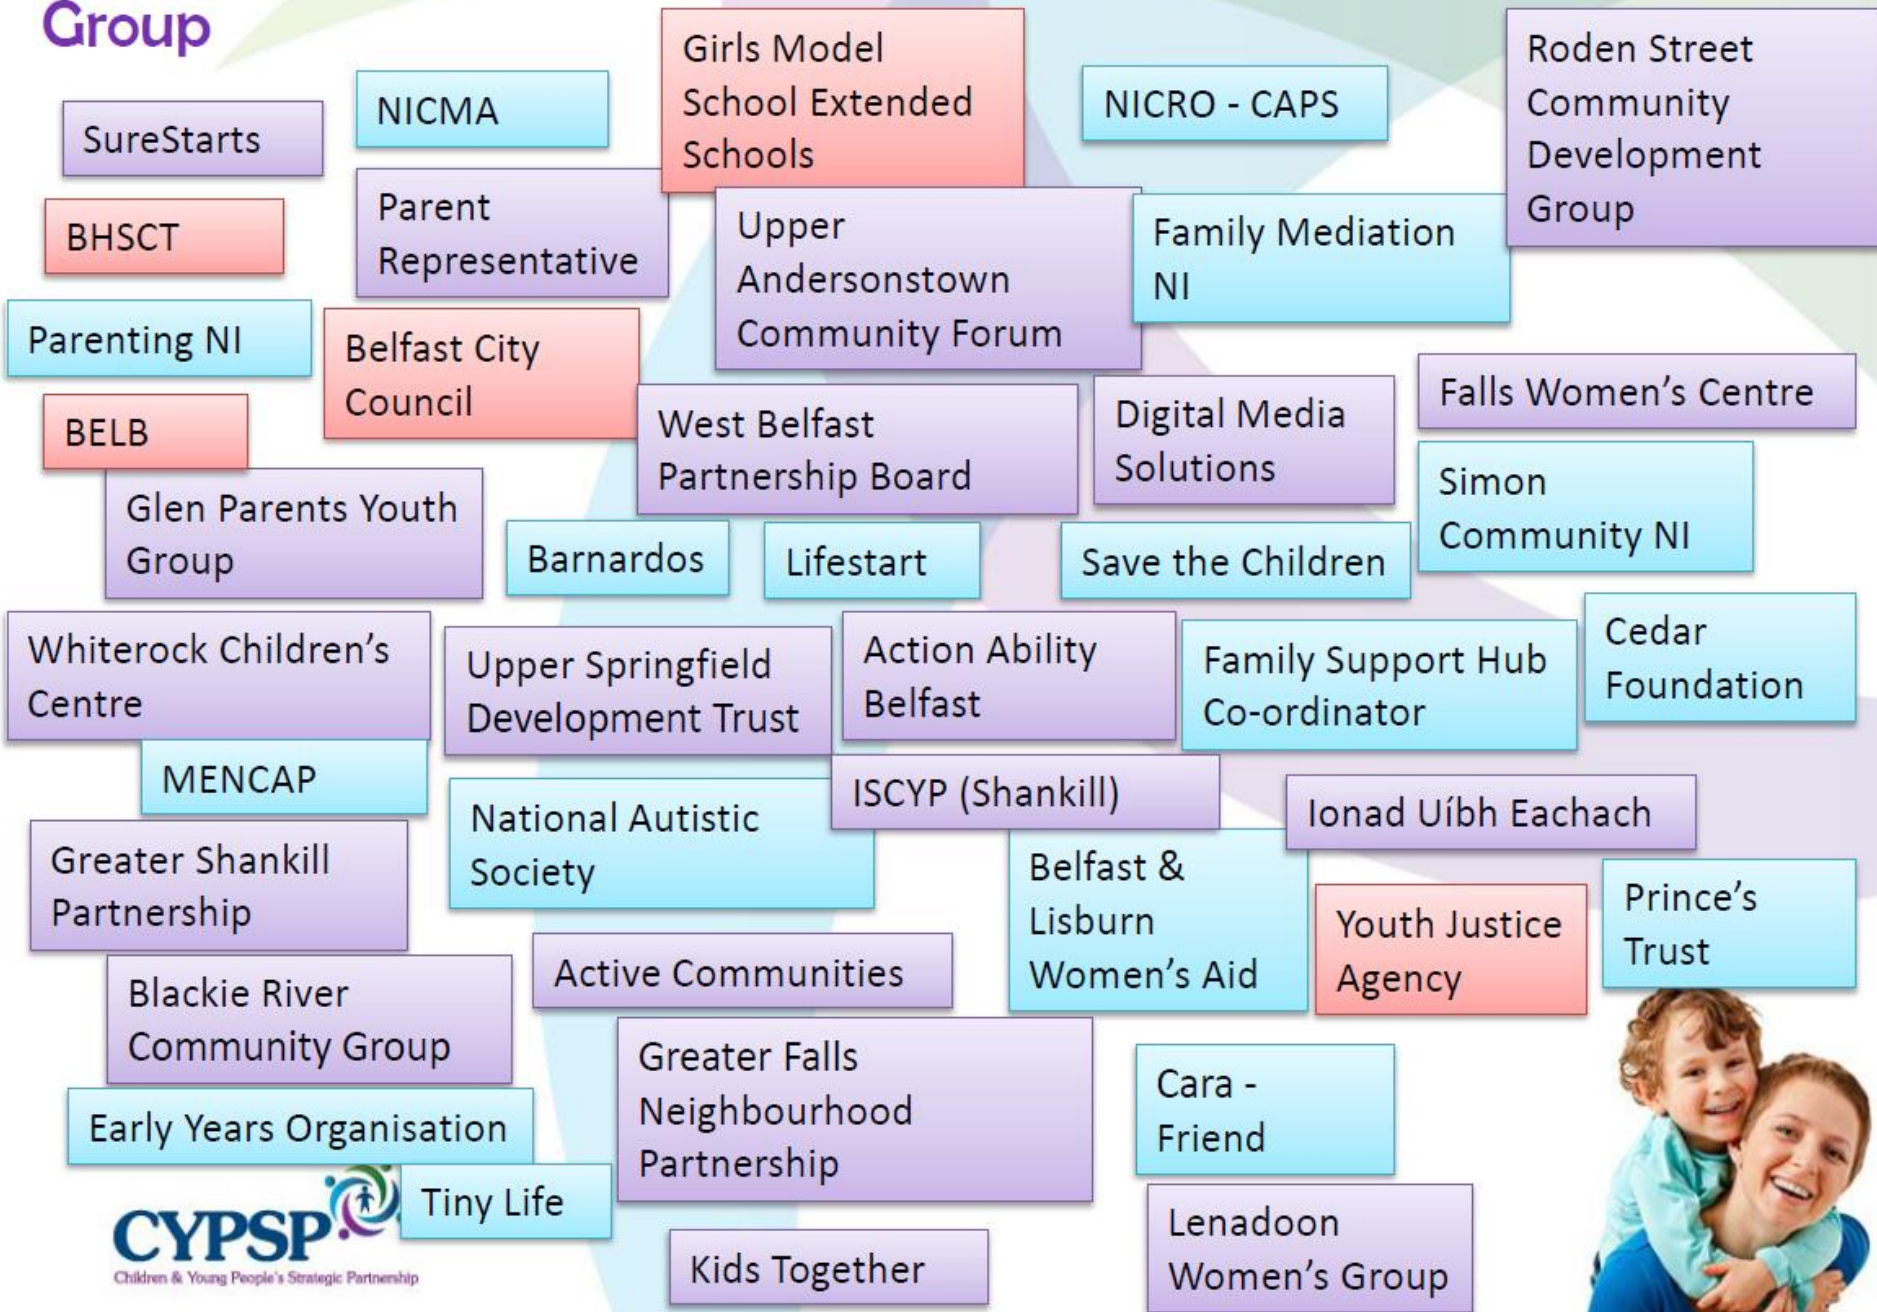 Group
SureStarts
NICMA
Girls Model
School Extended
Schools
NICRO - CAPS
Roden Street
Community
Development
Group
BHSCT
Parent
Representative
Upper
Andersonstown
Community Forum
Family Mediation
NI
Parenting NI
Belfast City
Council
BELB
West Belfast
Partnership Board
Digital Media
Solutions
Falls Women’s Centre
Simon
Community NI
Glen Parents Youth
Group
Barnardos
Lifestart
Save the Children
Whiterock Children’s
Centre
Upper Springfield
Development Trust
Action Ability
Belfast
Family Support Hub
Co-ordinator
Cedar
Foundation
MENCAP
National Autistic
Society
ISCYP (Shankill)
Ionad Uíbh Eachach
Greater Shankill
Partnership
Belfast &
Lisburn
Women’s Aid
Youth Justice
Agency
Prince’s
Trust
Blackie River
Community Group
Active Communities
Greater Falls
Neighbourhood
Partnership
Cara -
Friend
Early Years Organisation
Tiny Life
CYPSP
Children & Young People's Strategic Partnership
Kids Together
Lenadoon
Women’s Group